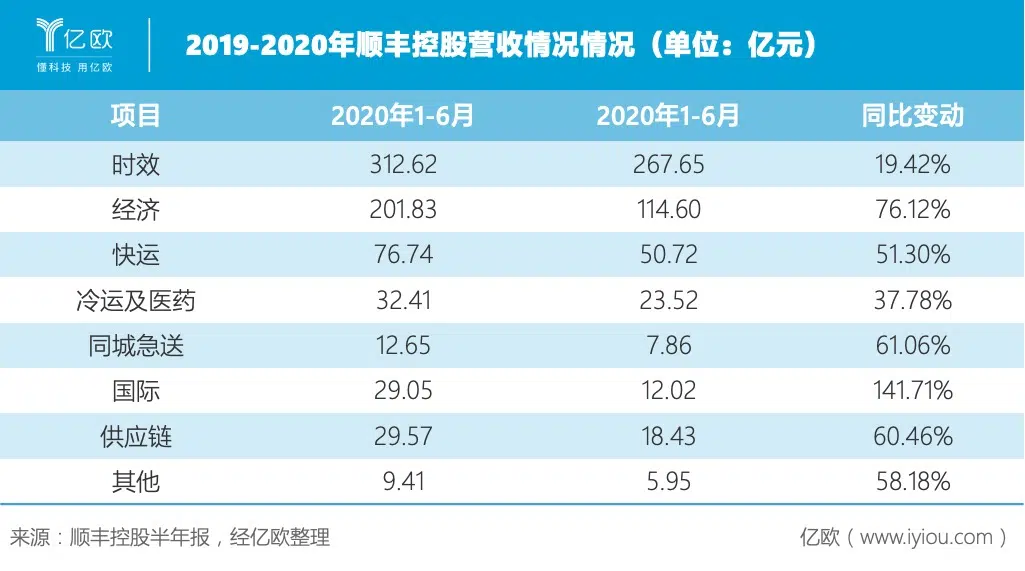 亿欧
懂科技 用亿欧
2019-2020年顺丰控股营收情况情况（单位：亿元）
项目 2020年1-6月 2020年1-6月 同比变动
时效 312.62 267.65 19.42%
经济 201.83 114.60 76.12%
快运 76.74 50.72 51.30%
冷运及医药 32.41 23.52 37.78%
同城急送 12.65 7.86 61.06%
国际 29.05 12.02 141.71%
供应链 29.57 18.43 60.46%
其他 9.41 5.95 58.18%
来源：顺丰控股半年报，经亿欧整理 亿欧（www.iyiou.com）